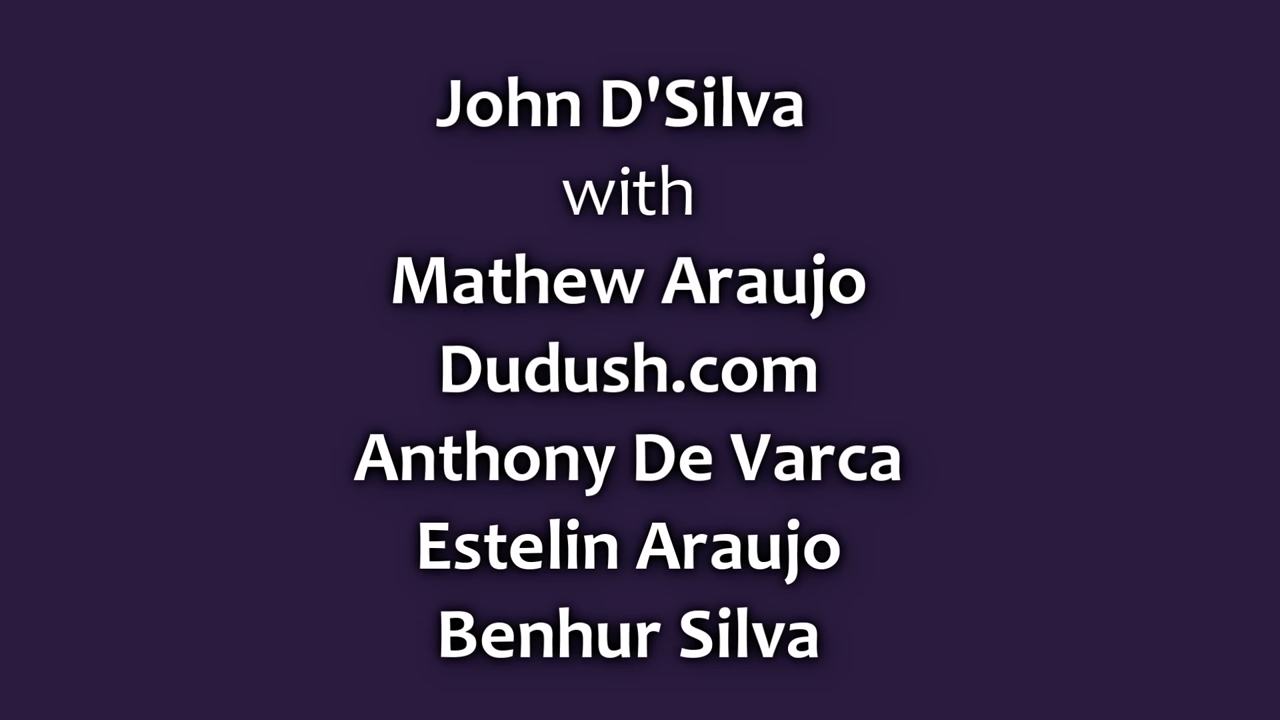 John D'Silva
with
Mathew Araujo
Dudush.com
Anthony De Varca
Estelin Araujo
Benhur Silva